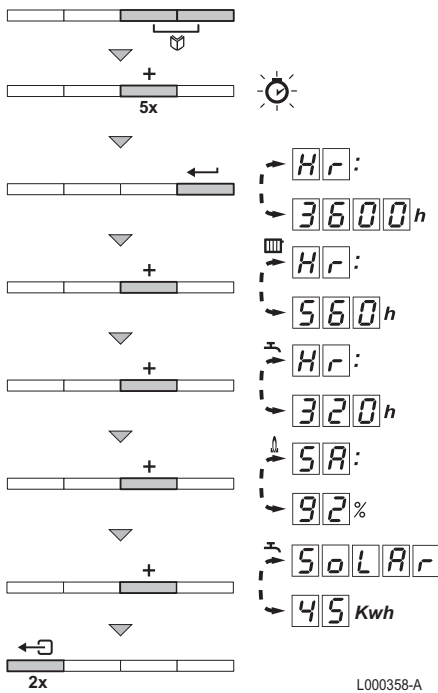 +
5x
Hr:
3600h
+
Hr:
560h
+
Hr:
320h
+
SA:
92%
+
SoLAr
45 Kwh
2x
L000358-A